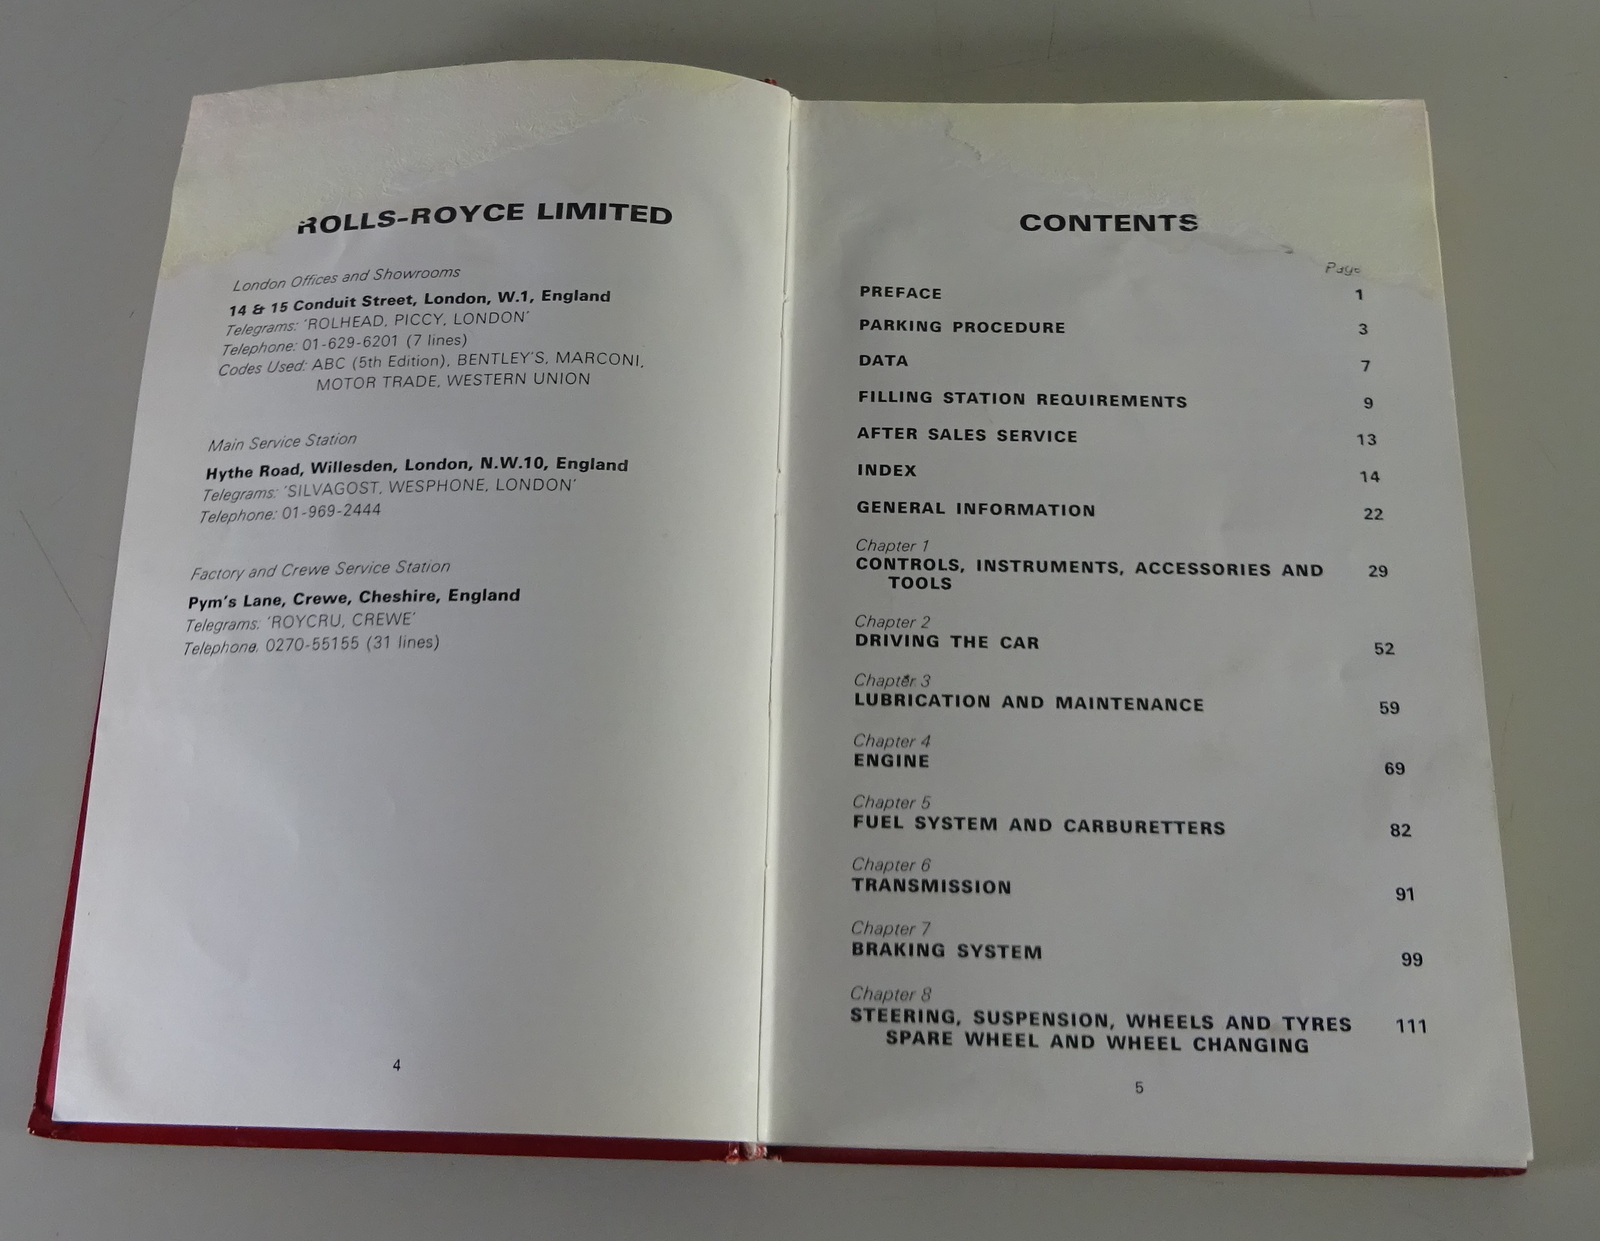 ROLLS-ROYCE LIMITED
London Offices and Showrooms
14 & 15 Conduit Street, London, W.1, England
Telegrams: 'ROLHEAD, PICCY, LONDON'
Telephone: 01-629-6201 (7 lines)
Codes Used: ABC (5th Edition), BENTLEY'S, MARCONI,
MOTOR TRADE, WESTERN UNION
Main Service Station
Hythe Road, Willesden, London, N.W.10, England
Telegrams: 'SILVAGOST, WESPHONE, LONDON'
Telephone: 01-969-2444
Factory and Crewe Service Station
Pym's Lane, Crewe, Cheshire, England
Telegrams: 'ROYCRU, CREWE'
Telephone: 0270-55155 (31 lines)
4
CONTENTS
Page
PREFACE 1
PARKING PROCEDURE 3
DATA 7
FILLING STATION REQUIREMENTS 9
AFTER SALES SERVICE 13
INDEX 14
GENERAL INFORMATION 22
Chapter 1
CONTROLS, INSTRUMENTS, ACCESSORIES AND 29
TOOLS
Chapter 2
DRIVING THE CAR 52
Chapter 3
LUBRICATION AND MAINTENANCE 59
Chapter 4
ENGINE 69
Chapter 5
FUEL SYSTEM AND CARBURETTERS 82
Chapter 6
TRANSMISSION 91
Chapter 7
BRAKING SYSTEM 99
Chapter 8
STEERING, SUSPENSION, WHEELS AND TYRES 111
SPARE WHEEL AND WHEEL CHANGING
5